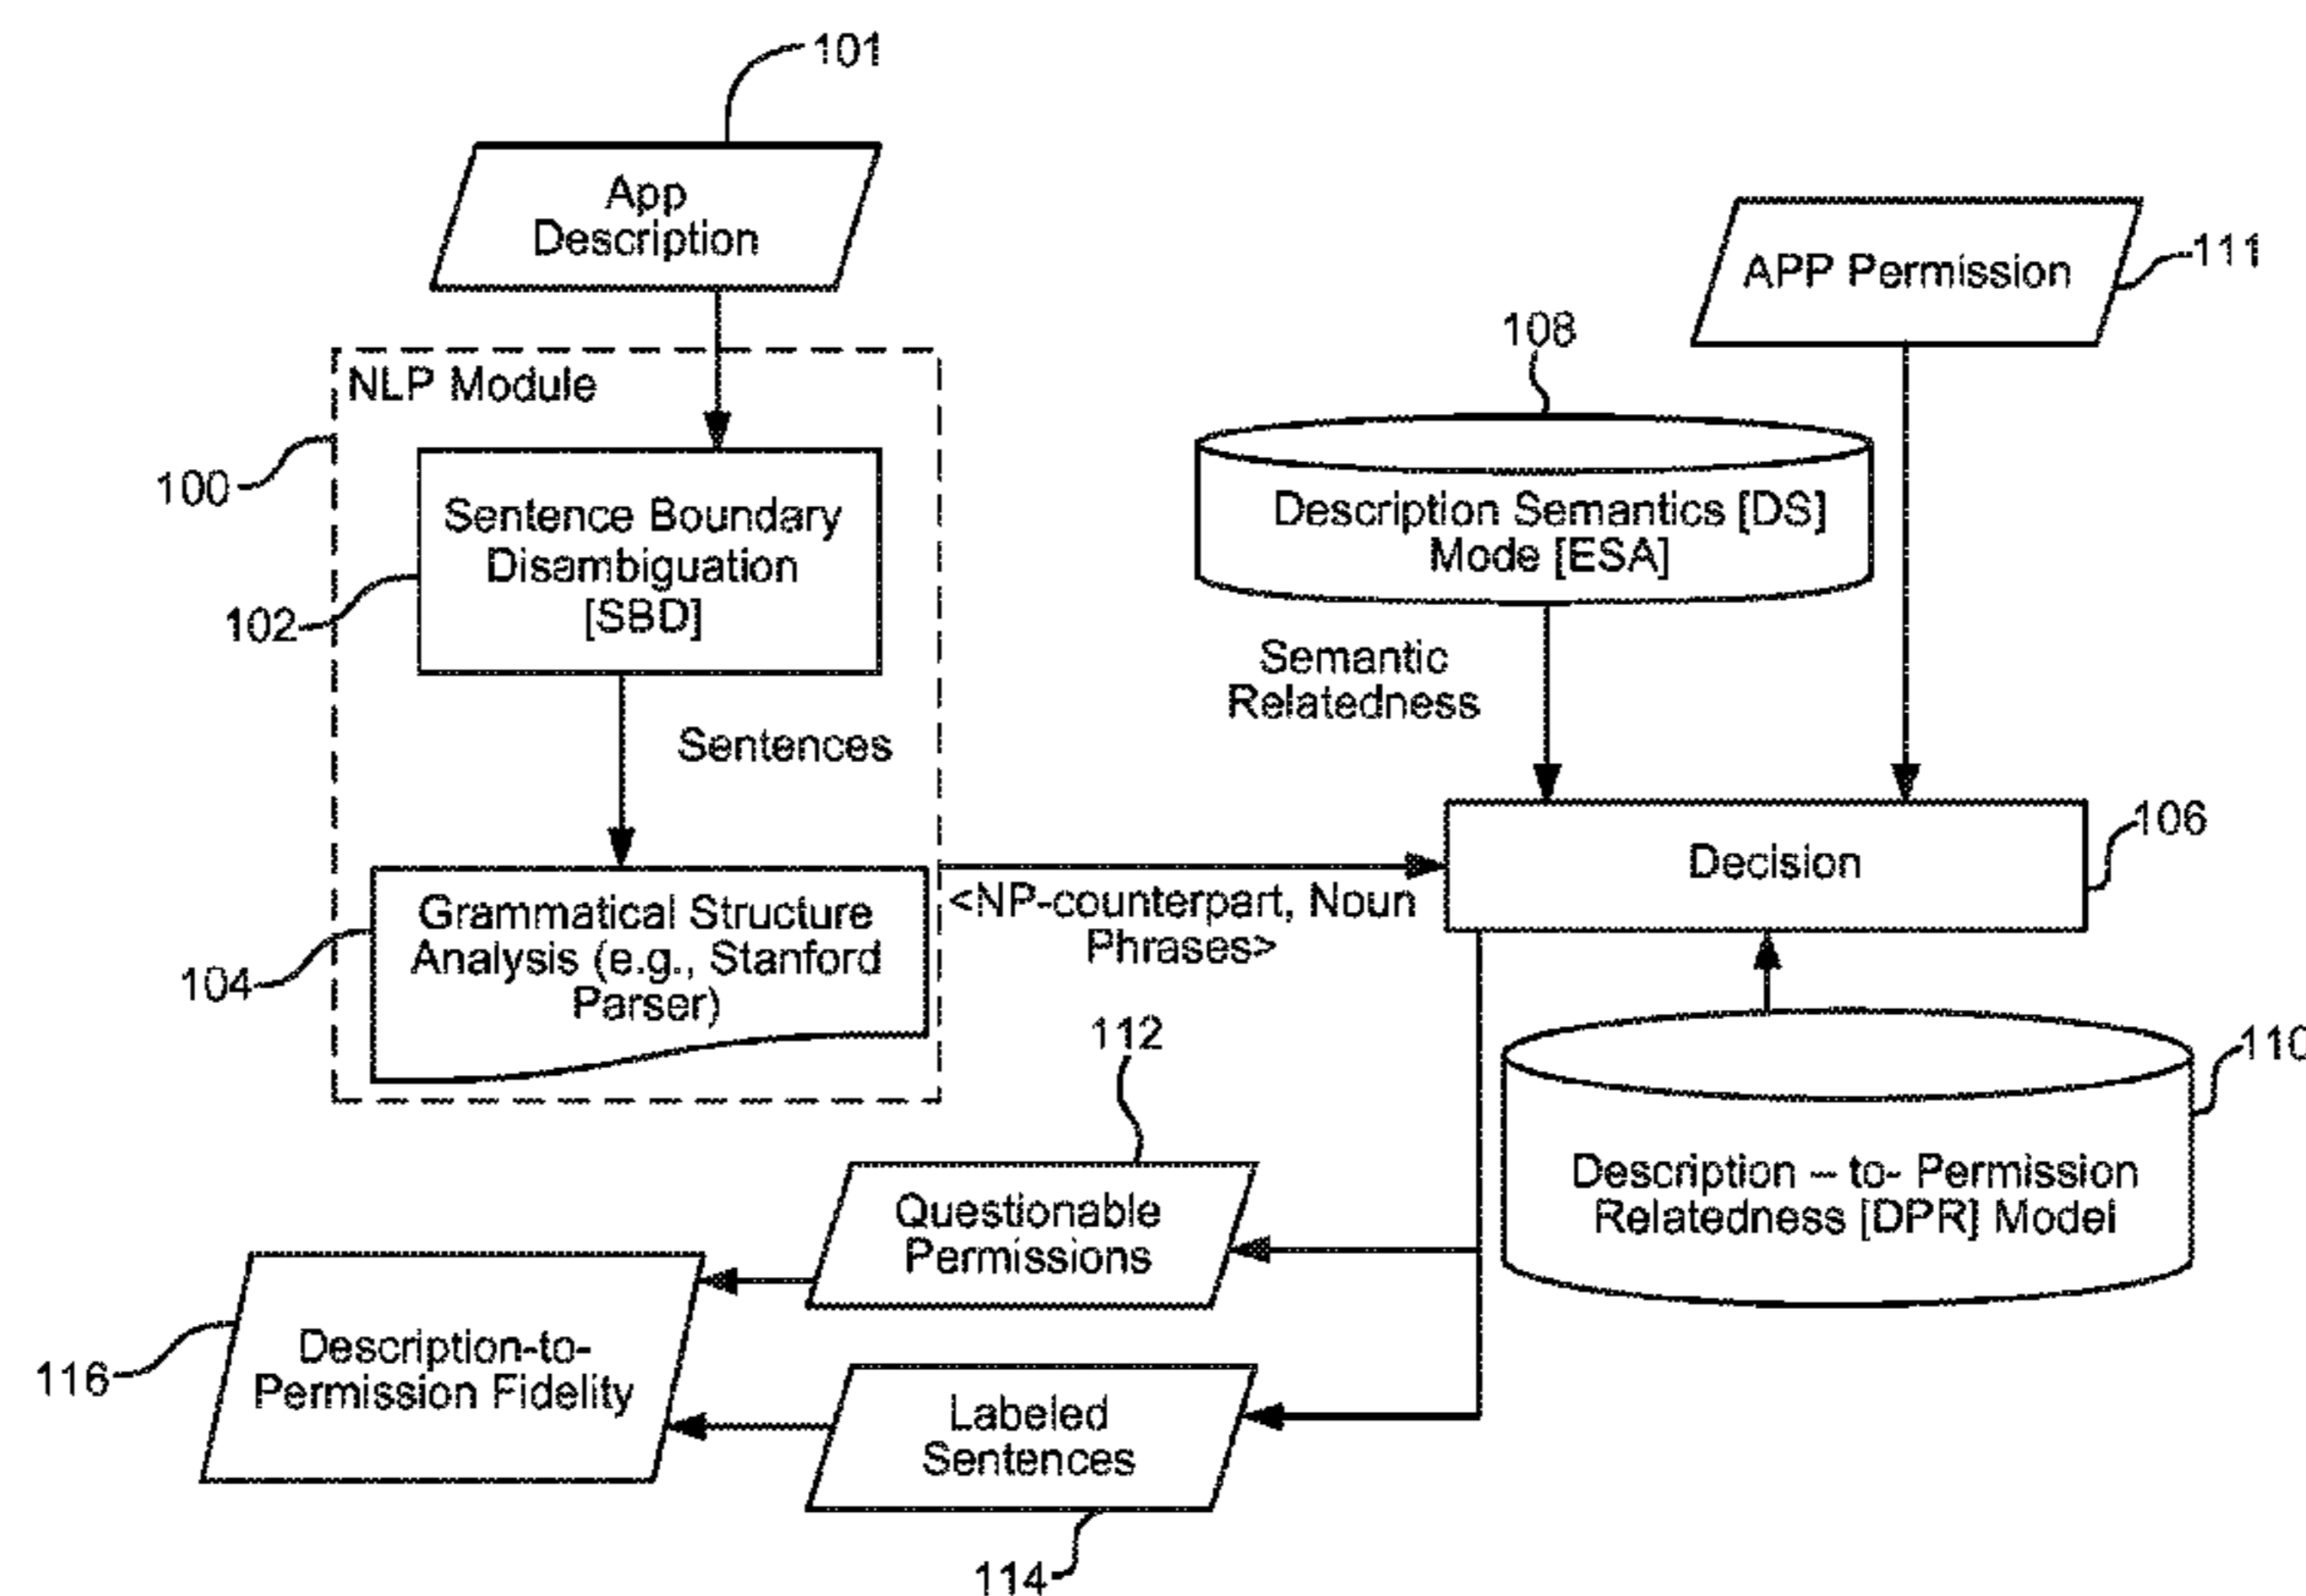 101
App
Description
APP Permission
111
108
NLP Module
100
Sentence Boundary
Disambiguation
[SBD]
102
Description Semantics [DS]
Mode [ESA]
Semantic
Relatedness
Sentences
Decision
106
<NP-counterpart, Noun
Phrases>
Grammatical Structure
Analysis (e.g., Stanford
Parser)
104
112
110
Description – to- Permission
Relatedness [DPR] Model
Questionable
Permissions
Description-to-
Permission Fidelity
116
Labeled
Sentences
114